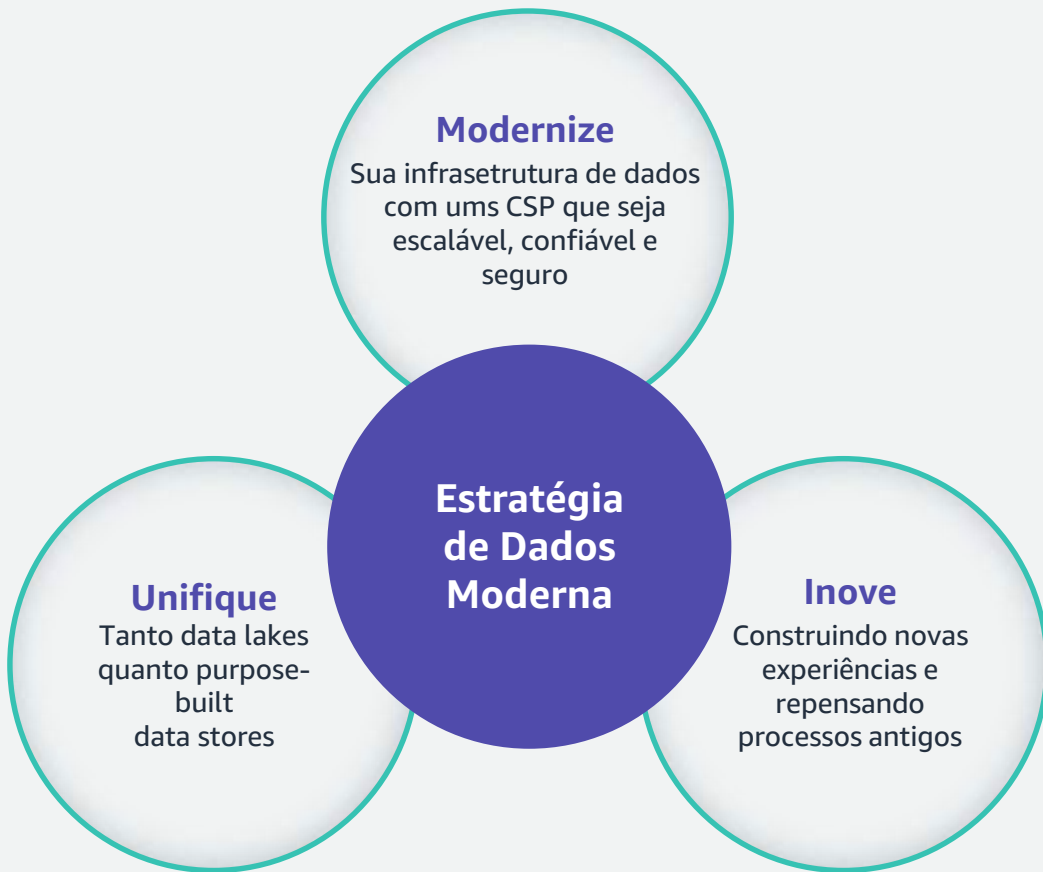 Modernize
Sua infrasetrutura de dados
com ums CSP que seja
escalável, confiável e
seguro
Estratégia
de Dados
Moderna
Unifique
Tanto data lakes
quanto purpose-
built
data stores
Inove
Construindo novas
experiências e
repensando
processos antigos